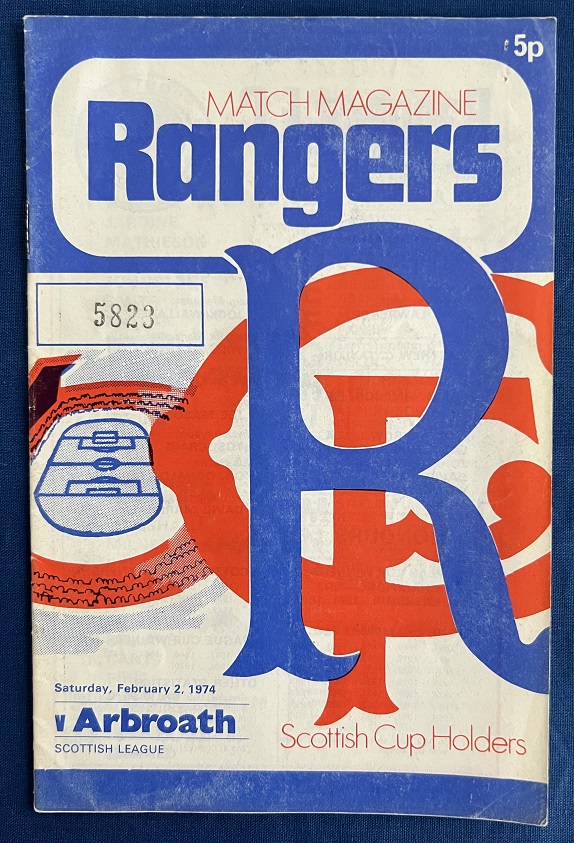 5p
MATCH MAGAZINE
Rangers
5823
Saturday, February 2, 1974
v Arbroath
SCOTTISH LEAGUE
Scottish Cup Holders